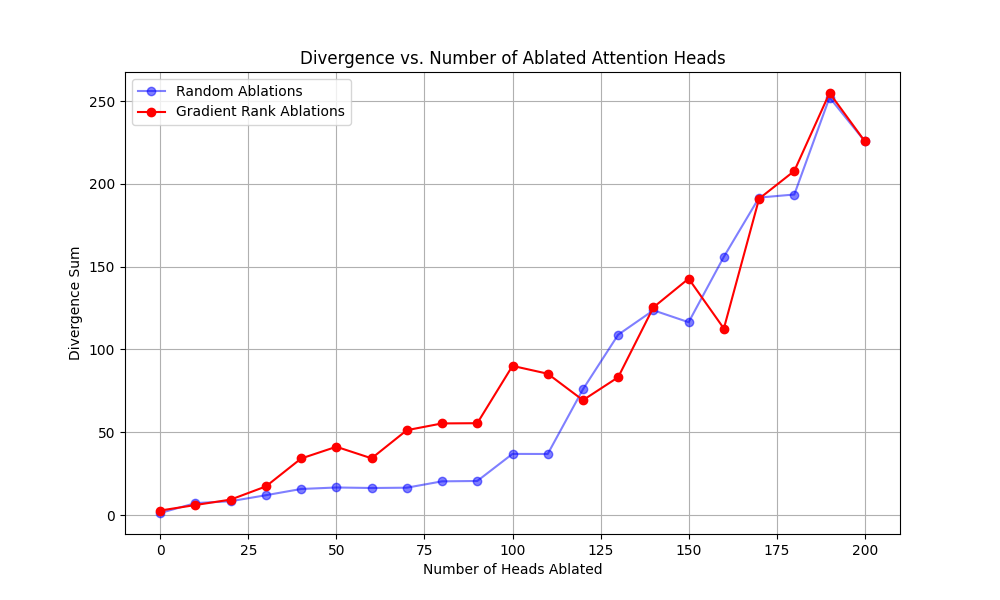 Divergence vs. Number of Ablated Attention Heads
Random Ablations
Gradient Rank Ablations
250
200
150
100
50
0
Divergence Sum
0 25 50 75 100 125 150 175 200
Number of Heads Ablated